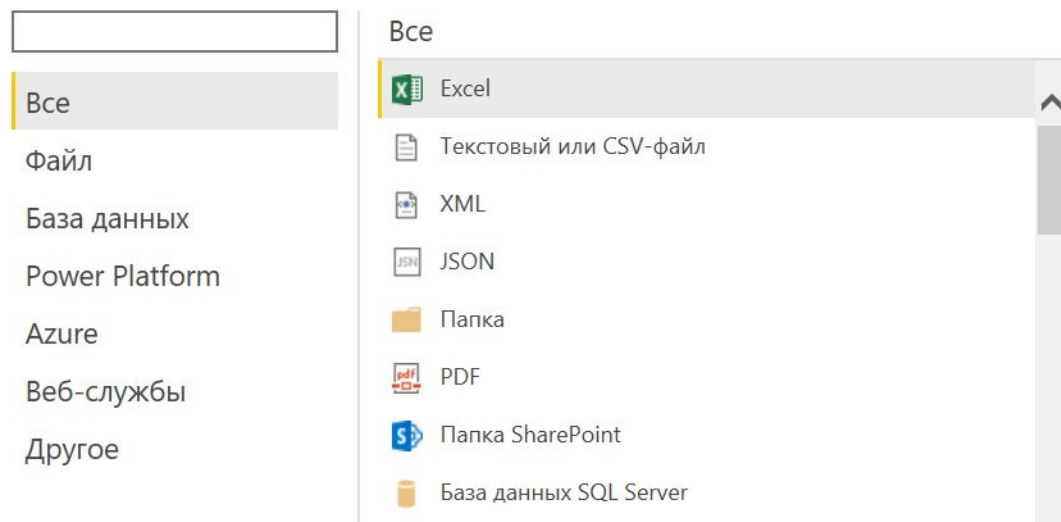 Все
Файл
База данных
Power Platform
Azure
Веб-службы
Другое
Все
Excel
Текстовый или CSV-файл
XML
JSON
Папка
PDF
Папка SharePoint
База данных SQL Server